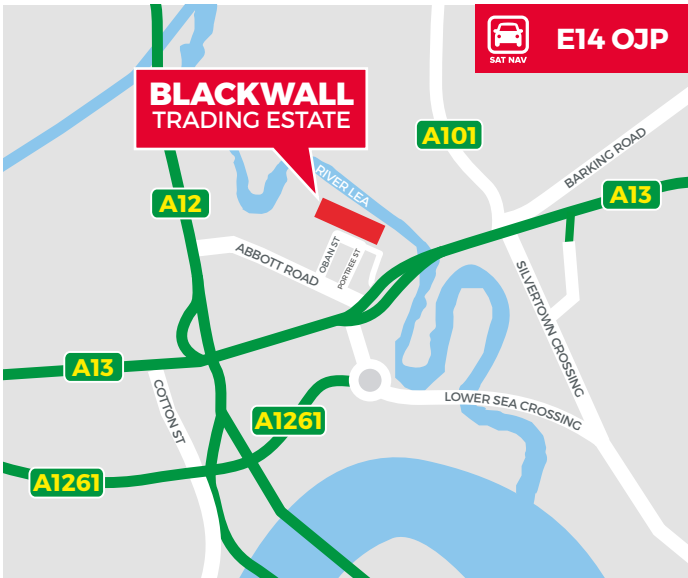 SAT NAV
E14 OJP
BLACKWALL
TRADING ESTATE
A101
BARKING ROAD
RIVER LEA
A13
A12
OBAN ST
PORTREE ST
ABBOTT ROAD
SILVERTOWN CROSSING
A13
COTTON ST
LOWER SEA CROSSING
A1261
A1261